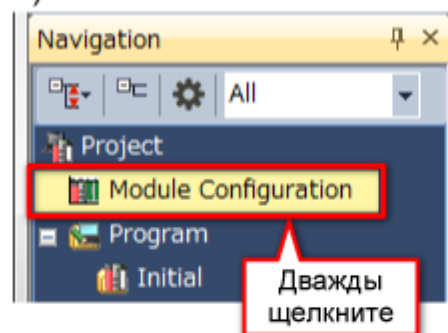 Navigation
All
Project
Module Configuration
Program
Initial
Дважды
щелкните